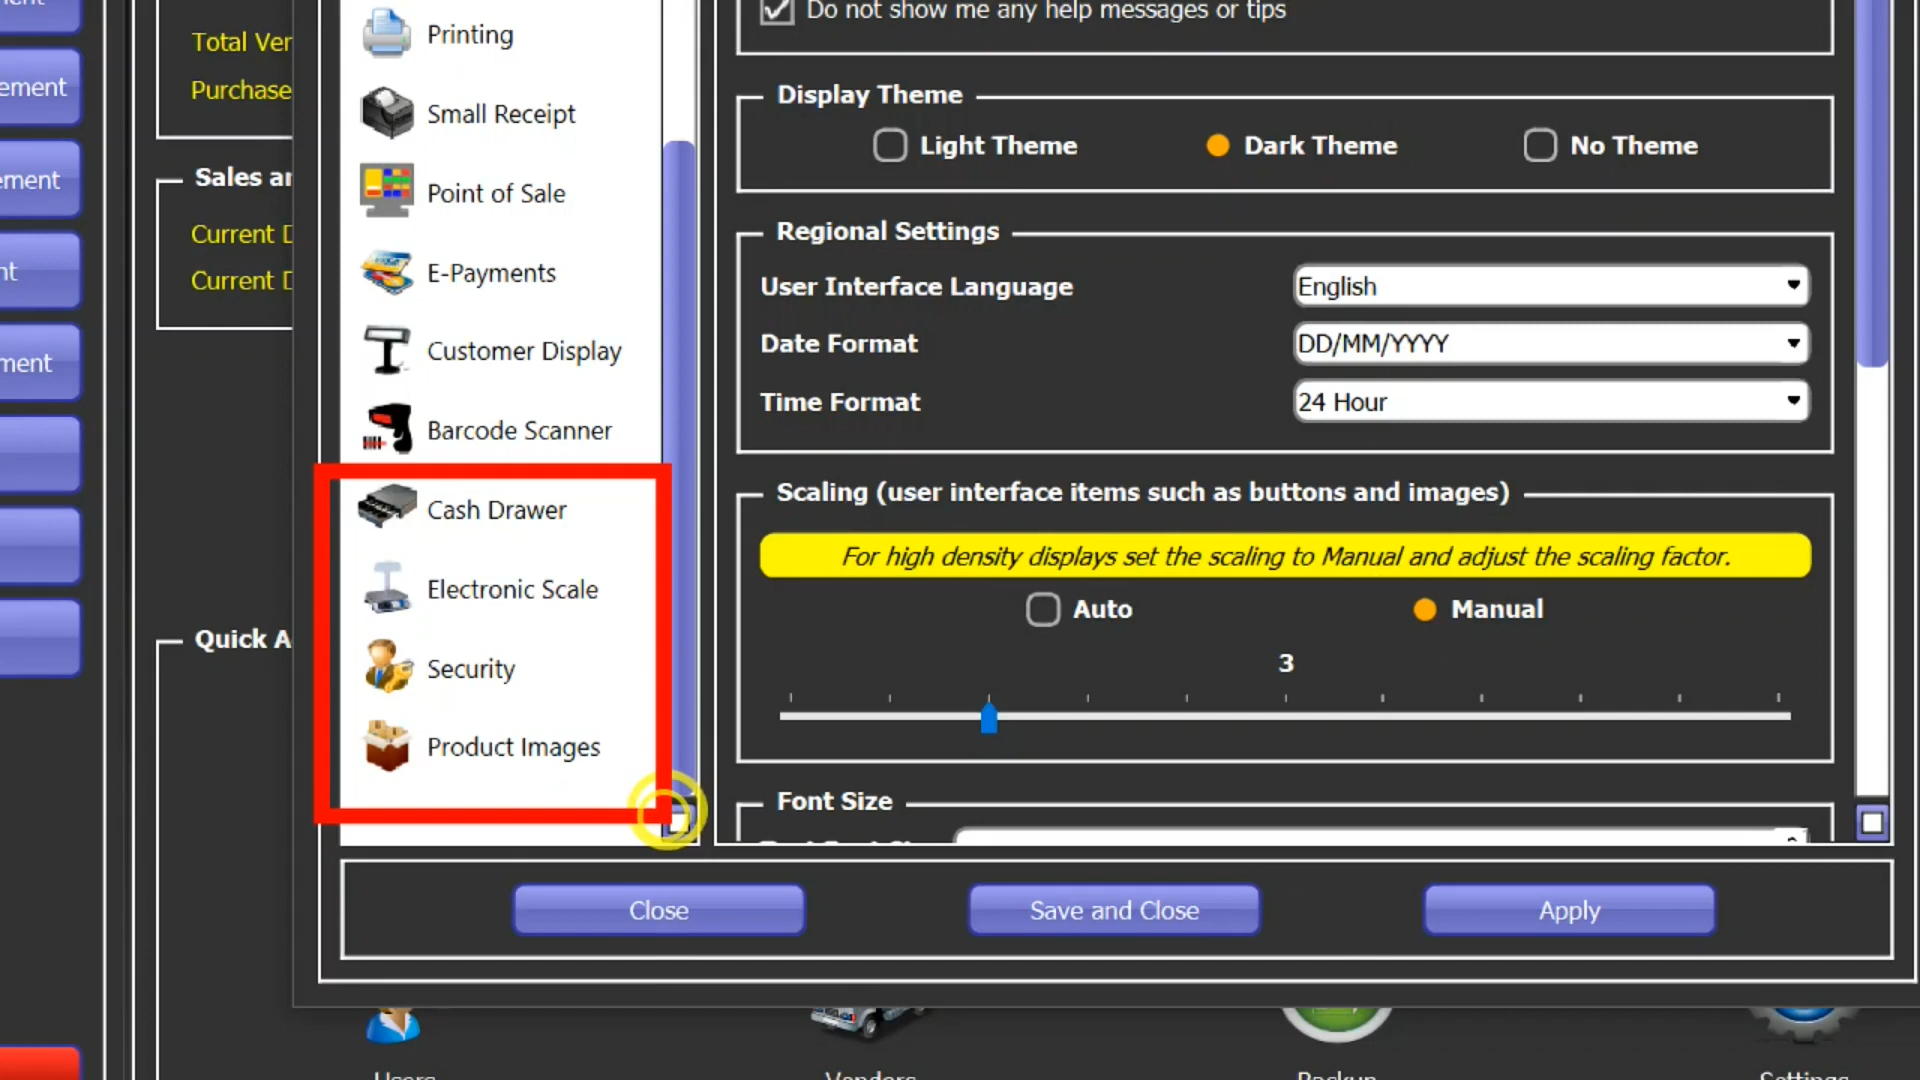 ement
ement
nt
ment
Total Ver
Purchase
Sales ar
Current D
Current D
Quick A
Printing
Small Receipt
Point of Sale
E-Payments
Customer Display
Barcode Scanner
Cash Drawer
Electronic Scale
Security
Product Images
Do not show me any help messages or tips
Display Theme
Light Theme
Dark Theme
No Theme
Regional Settings
User Interface Language
English
Date Format
DD/MM/YYYY
Time Format
24 Hour
Scaling (user interface items such as buttons and images)
For high density displays set the scaling to Manual and adjust the scaling factor.
Auto
Manual
3
Font Size
Close
Save and Close
Apply
Users
Vendors
Backup
Settings